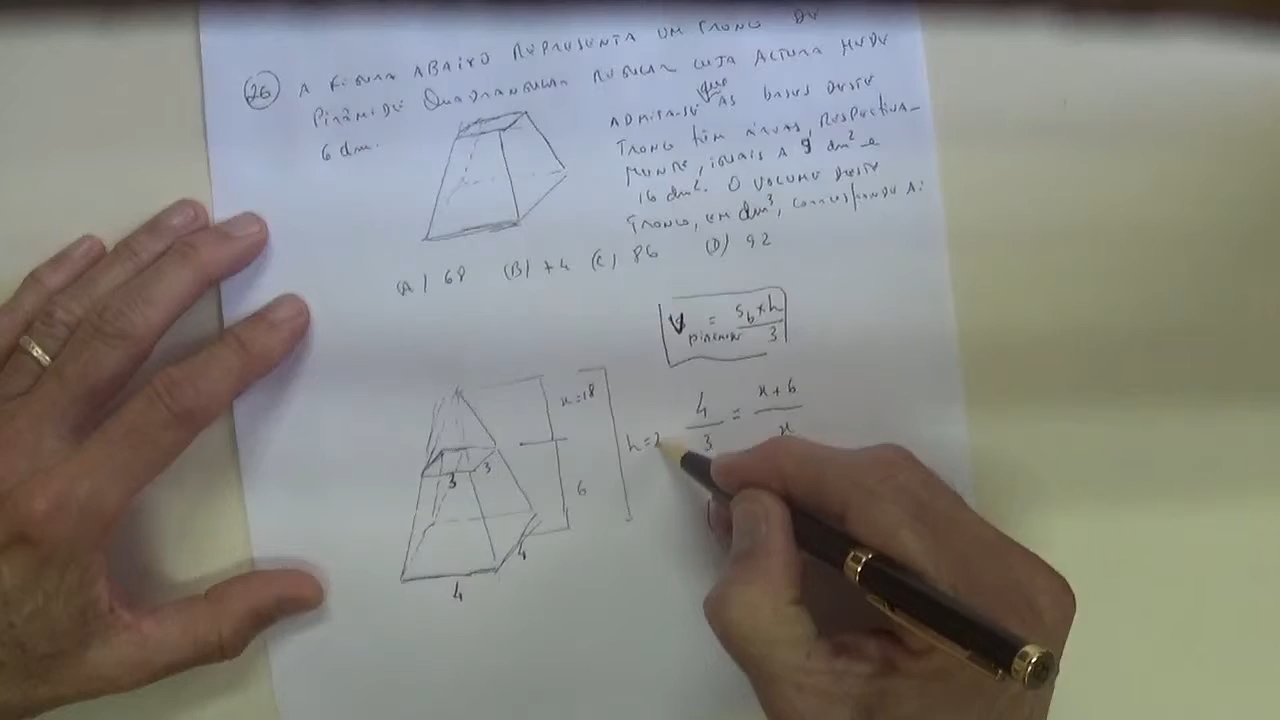 26 A FIGURA ABAIXO REPRESENTA UM TRONCO DE
PIRÂMIDE QUADRANGULAR REGULAR CUJA ALTURA MEDE
6 dm.
ADMITA-SE que AS BASES DESTE
TRONCO TÊM ÁREAS, RESPECTIVA-
MENTE, IGUAIS A 9 dm² e
16 dm². O VOLUME DESTE
TRONCO, EM dm³, CORRESPONDE A:
(A) 68 (B) 74 (C) 86 (D) 92
V pirâmide = Sb x h / 3
x=18
h=2
4/3 = x+6/x
3 3
6
4
4